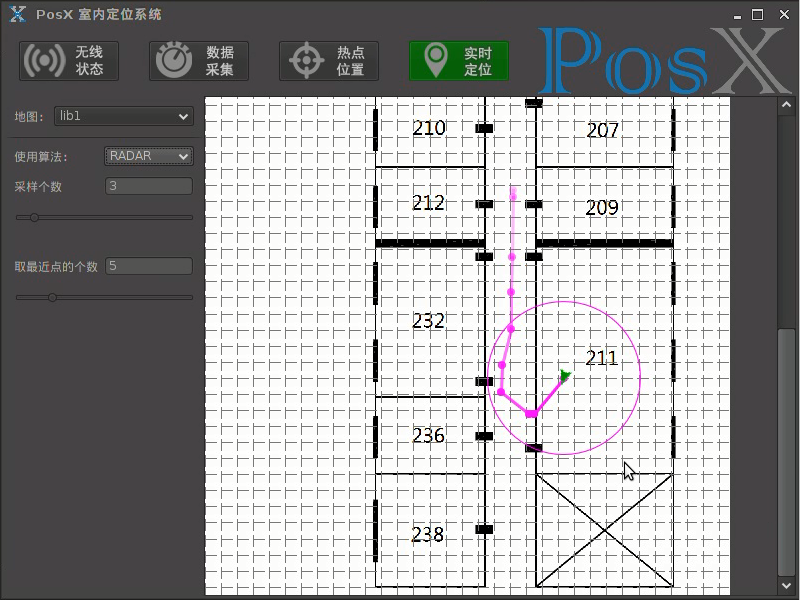 PosX 室内定位系统
无线
状态
数据
采集
热点
位置
实时
定位
PosX
地图: lib1
使用算法: RADAR
采样个数 3
取最近点的个数 5
210
207
212
209
232
211
236
238